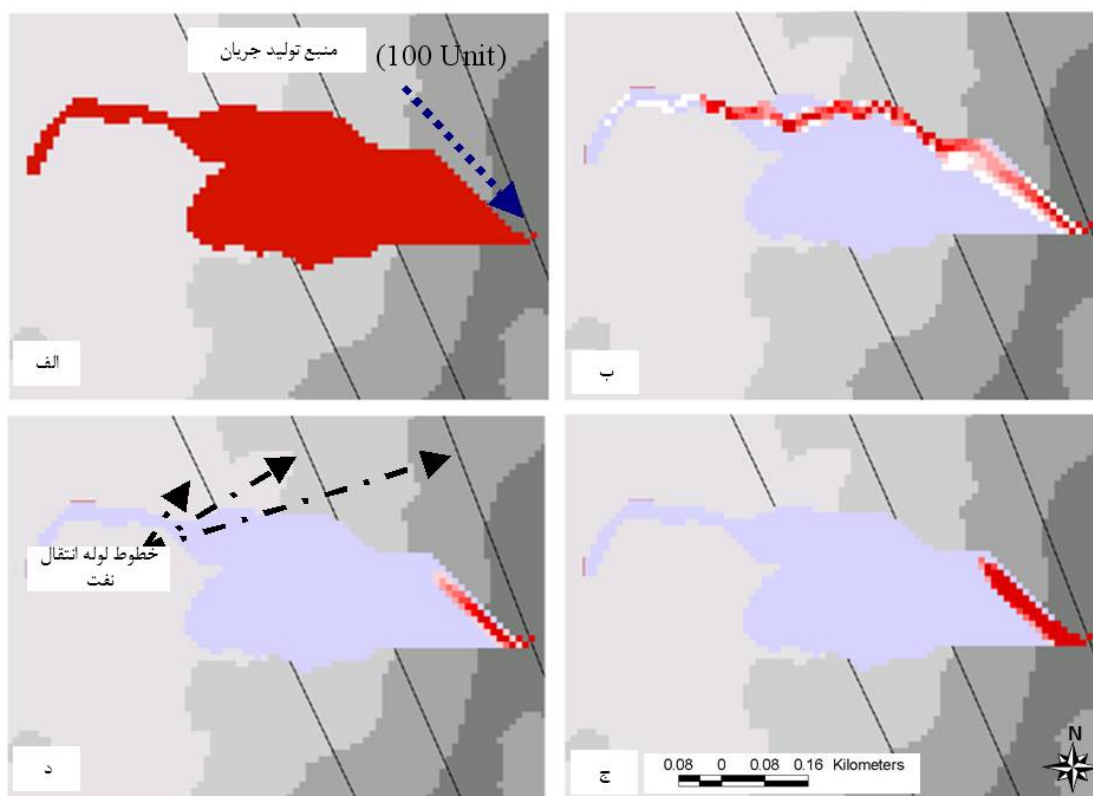 منبع تولید جریان
(100 Unit)
الف
ب
خطوط لوله انتقال
نفت
د
ج
0.08 0 0.08 0.16 Kilometers
N